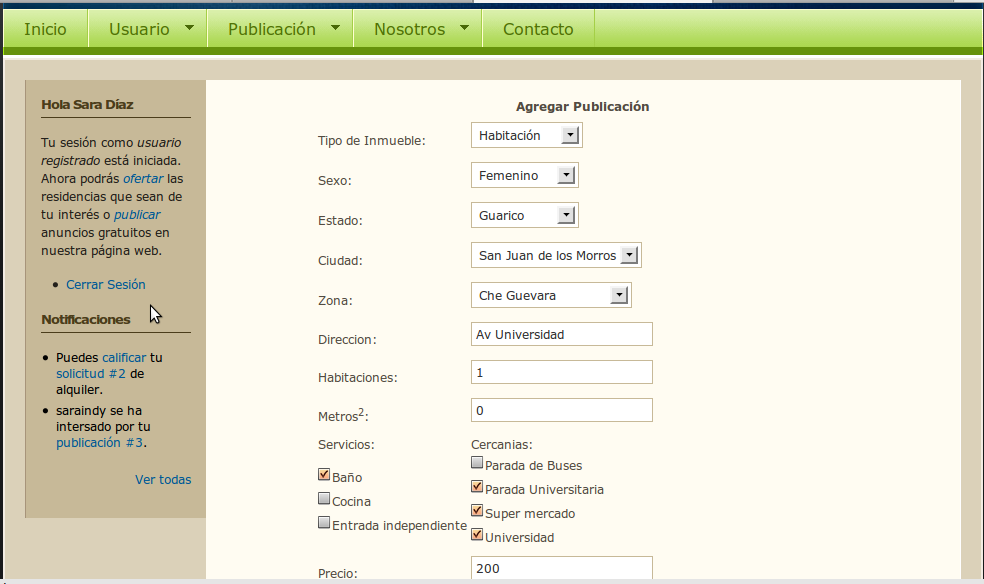 Inicio Usuario Publicación Nosotros Contacto
Hola Sara Díaz
Tu sesión como usuario
registrado está iniciada.
Ahora podrás ofertar las
residencias que sean de
tu interés o publicar
anuncios gratuitos en
nuestra página web.
Cerrar Sesión
Notificaciones
Puedes calificar tu
solicitud #2 de
alquiler.
saraindy se ha
intersado por tu
publicación #3.
Ver todas
Agregar Publicación
Tipo de Inmueble: Habitación
Sexo: Femenino
Estado: Guarico
Ciudad: San Juan de los Morros
Zona: Che Guevara
Direccion: Av Universidad
Habitaciones: 1
Metros²: 0
Servicios:
Baño
Cocina
Entrada independiente
Cercanias:
Parada de Buses
Parada Universitaria
Super mercado
Universidad
Precio: 200